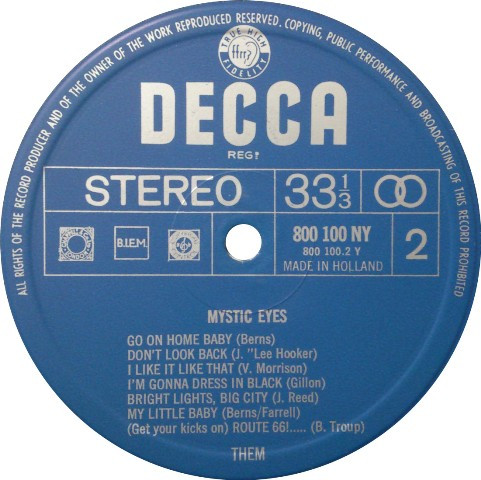 ALL RIGHTS OF THE RECORD PRODUCER AND OF THE OWNER OF THE WORK REPRODUCED RESERVED. COPYING, PUBLIC PERFORMANCE AND BROADCASTING OF THIS RECORD PROHIBITED
TRUE HIGH
ffrr
FIDELITY
DECCA
REG?
STEREO
33 1/3
800 100 NY
800 100.2 Y
MADE IN HOLLAND
B.I.E.M.
2
MYSTIC EYES
GO ON HOME BABY (Berns)
DON'T LOOK BACK (J. "Lee Hooker)
I LIKE IT LIKE THAT (V. Morrison)
I'M GONNA DRESS IN BLACK (Gillon)
BRIGHT LIGHTS, BIG CITY (J. Reed)
MY LITTLE BABY (Berns/Farrell)
(Get your kicks on) ROUTE 66!..... (B. Troup)
THEM